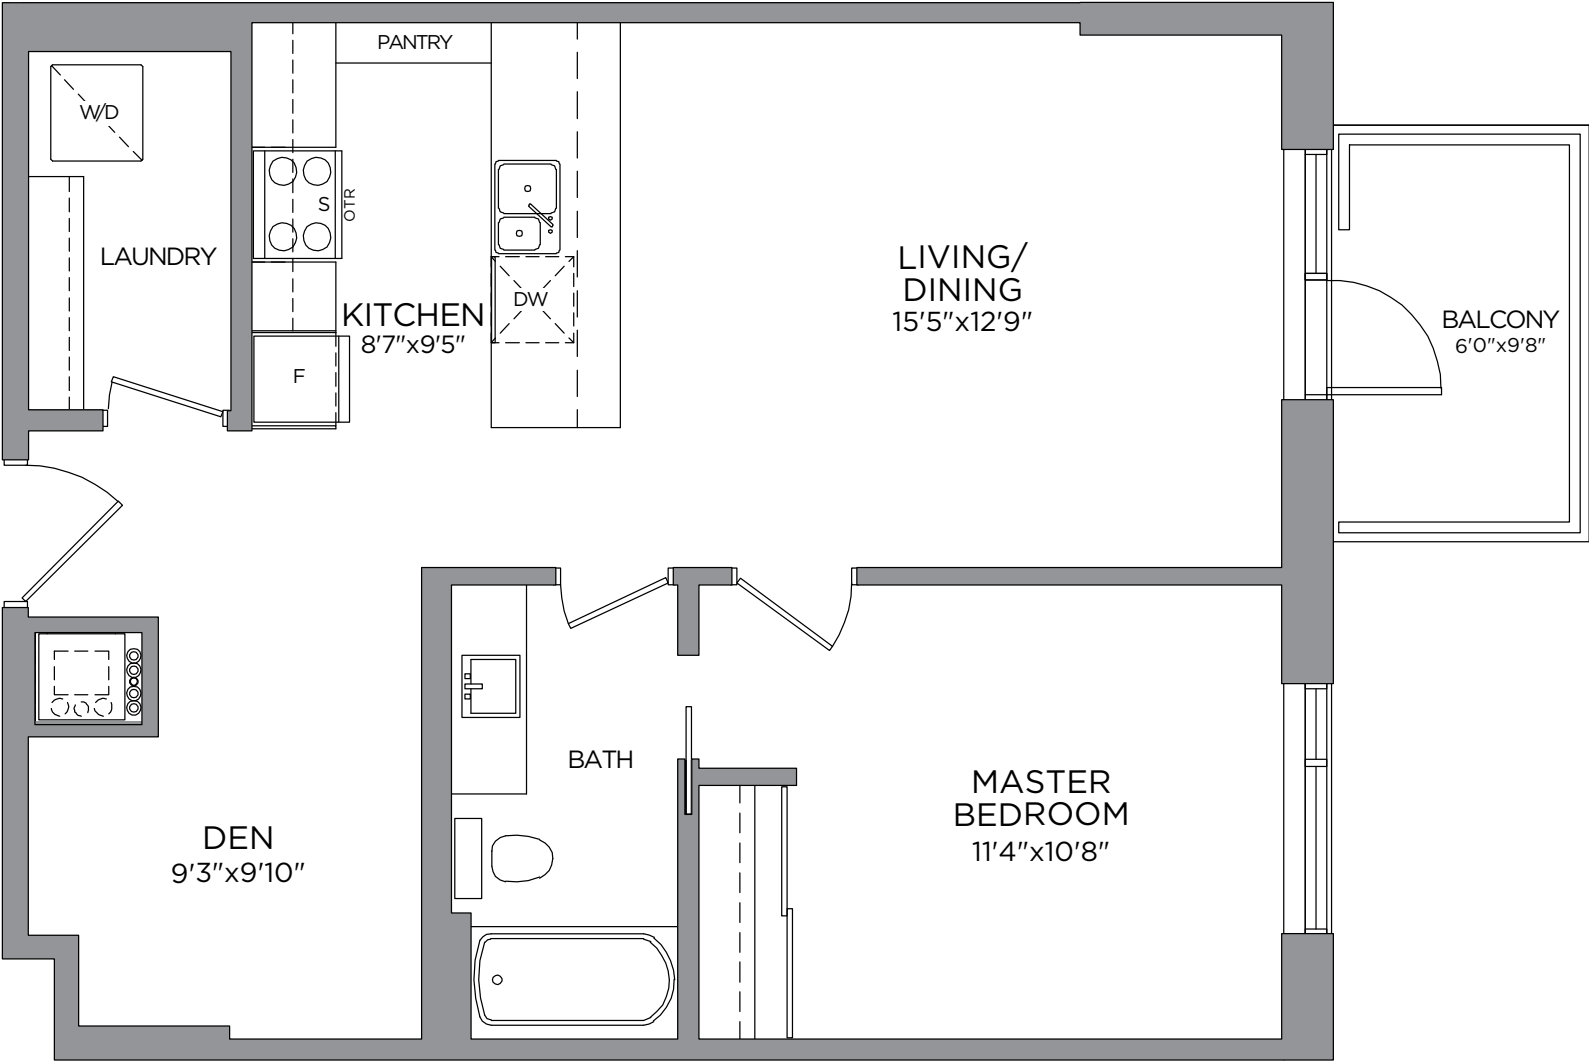 PANTRY
W/D
S
OTR
LAUNDRY
LIVING/
DINING
15'5"x12'9"
DW
KITCHEN
8'7"x9'5"
BALCONY
6'0"x9'8"
F
BATH
MASTER
BEDROOM
11'4"x10'8"
DEN
9'3"x9'10"